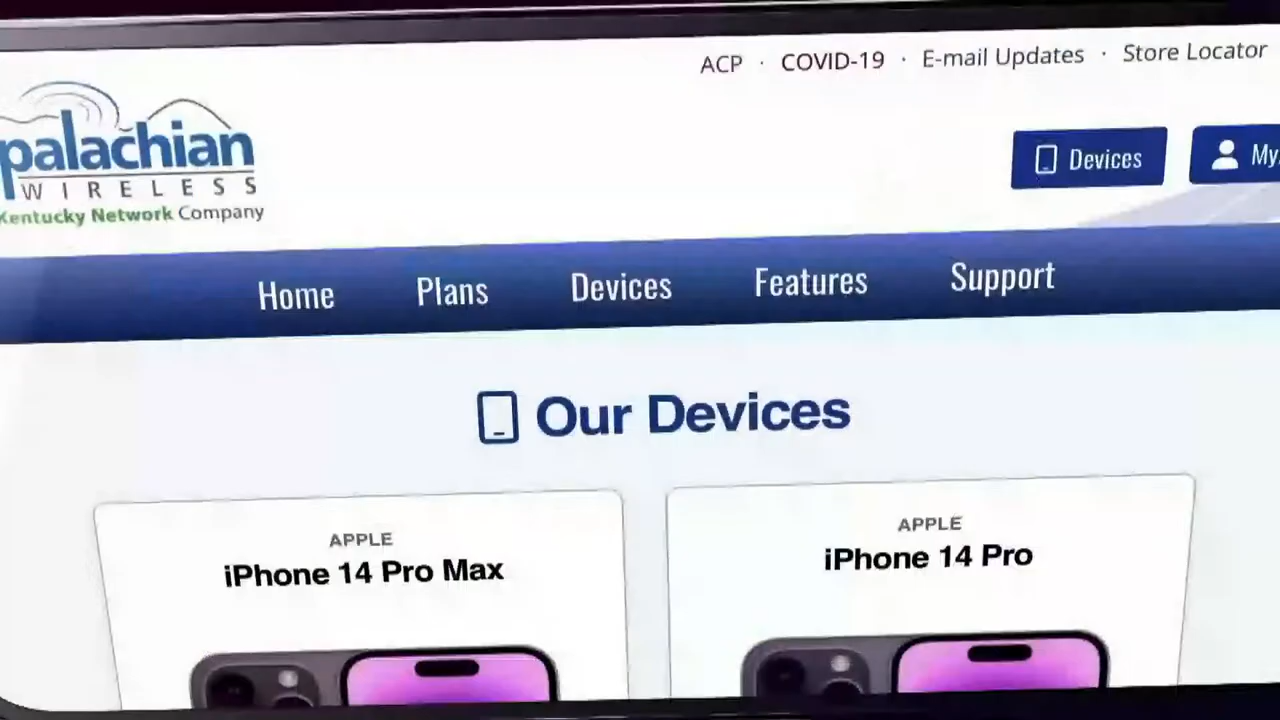 ACP · COVID-19 · E-mail Updates · Store Locator
palachian
WIRELESS
Kentucky Network Company
Devices
My
Home Plans Devices Features Support
Our Devices
APPLE
iPhone 14 Pro Max
APPLE
iPhone 14 Pro